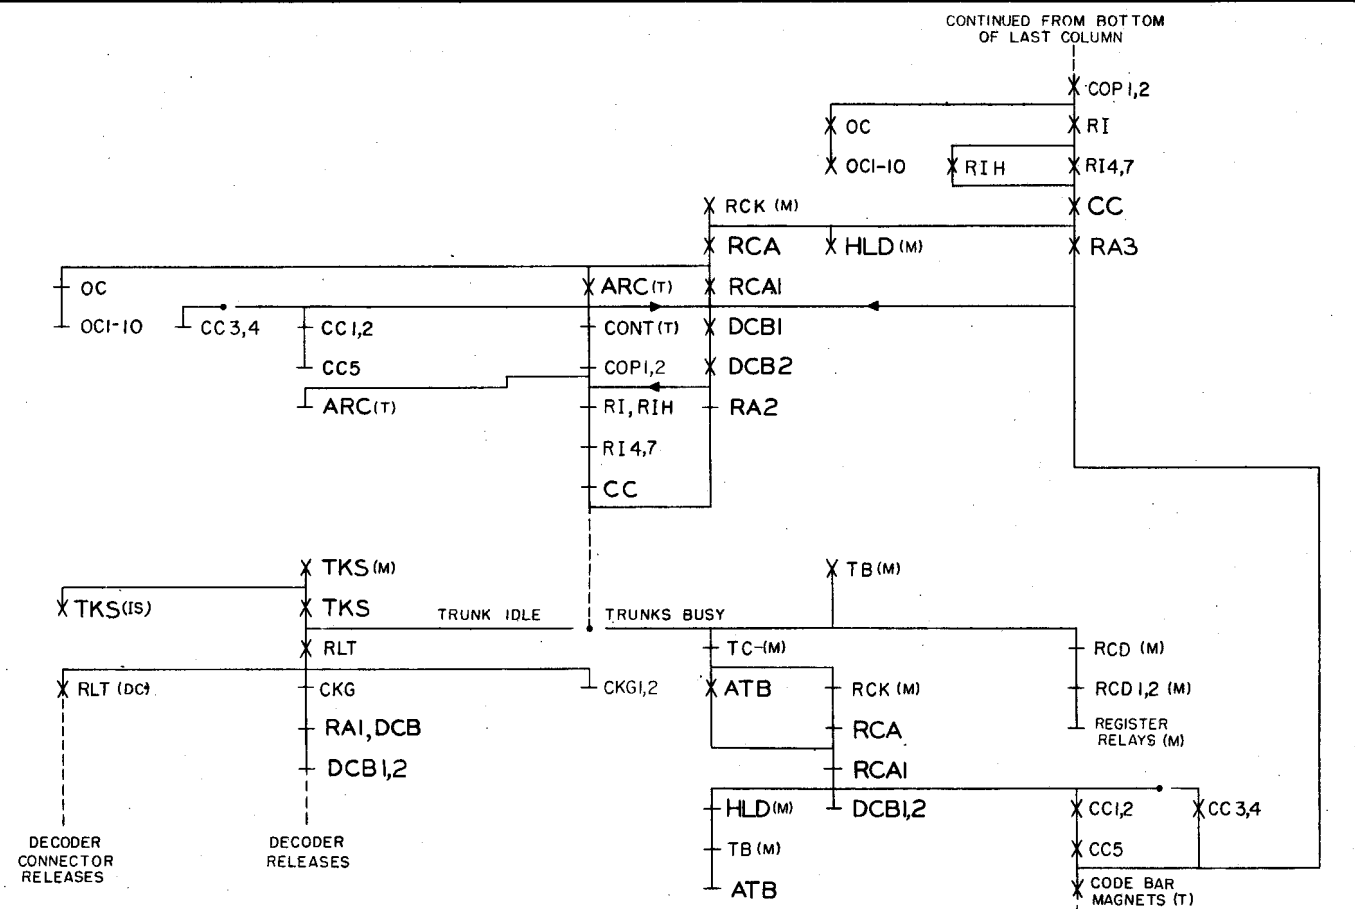 CONTINUED FROM BOTTOM
OF LAST COLUMN
COP1,2
OC
RI
OC1-10
RIH
RI4,7
RCK (M)
CC
RCA
HLD (M)
RA3
OC
ARC (T)
RCA1
OC1-10
CC3,4
CC1,2
CONT (T)
DCB1
CC5
COP1,2
DCB2
ARC (T)
RI, RIH
RA2
RI4,7
CC
TKS (M)
TB (M)
TKS (IS)
TKS
TRUNK IDLE
TRUNKS BUSY
RLT
TC-(M)
RCD (M)
RLT (DC)
CKG
CKG1,2
ATB
RCK (M)
RCD1,2 (M)
RA1, DCB
RCA
REGISTER
RELAYS (M)
DCB1,2
RCA1
HLD (M)
DCB1,2
CC1,2
CC3,4
DECODER
CONNECTOR
RELEASES
DECODER
RELEASES
TB (M)
CC5
ATB
CODE BAR
MAGNETS (T)